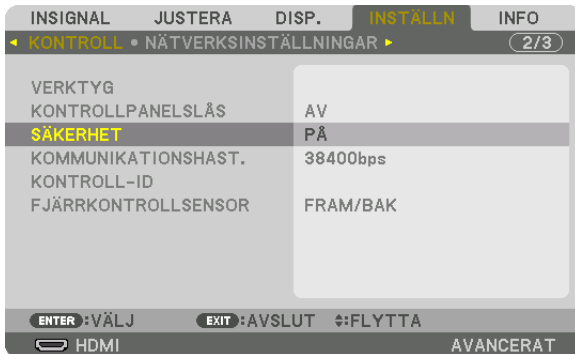 INSIGNAL JUSTERA DISP. INSTÄLLN INFO
KONTROLL • NÄTVERKSINSTÄLLNINGAR 2/3
VERKTYG
KONTROLLPANELSLÅS AV
SÄKERHET PÅ
KOMMUNIKATIONSHAST. 38400bps
KONTROLL-ID
FJÄRRKONTROLLSENSOR FRAM/BAK
ENTER :VÄLJ EXIT :AVSLUT :FLYTTA
HDMI AVANCERAT